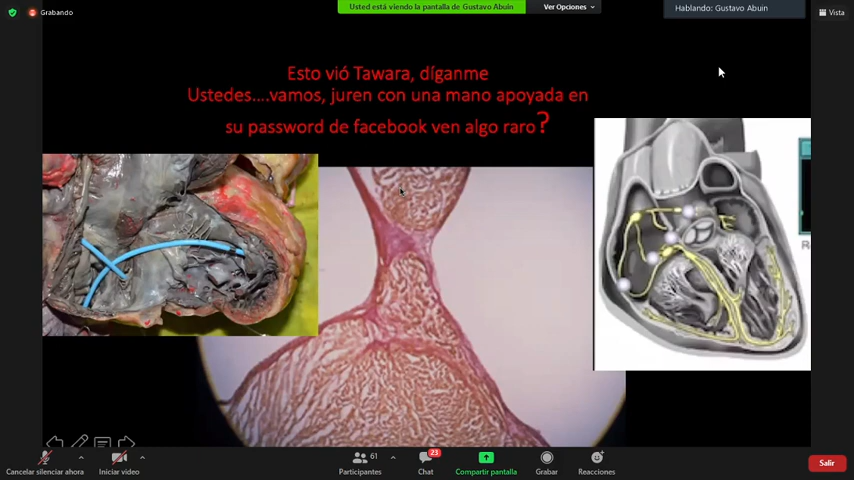 Grabando
Usted está viendo la pantalla de Gustavo Abuin
Ver Opciones
Hablando: Gustavo Abuin
Vista
Esto vió Tawara, díganme
Ustedes....vamos, juren con una mano apoyada en
su password de facebook ven algo raro?
R
Cancelar silenciar ahora
Iniciar video
61
Participantes
23
Chat
Compartir pantalla
Grabar
Reacciones
Salir